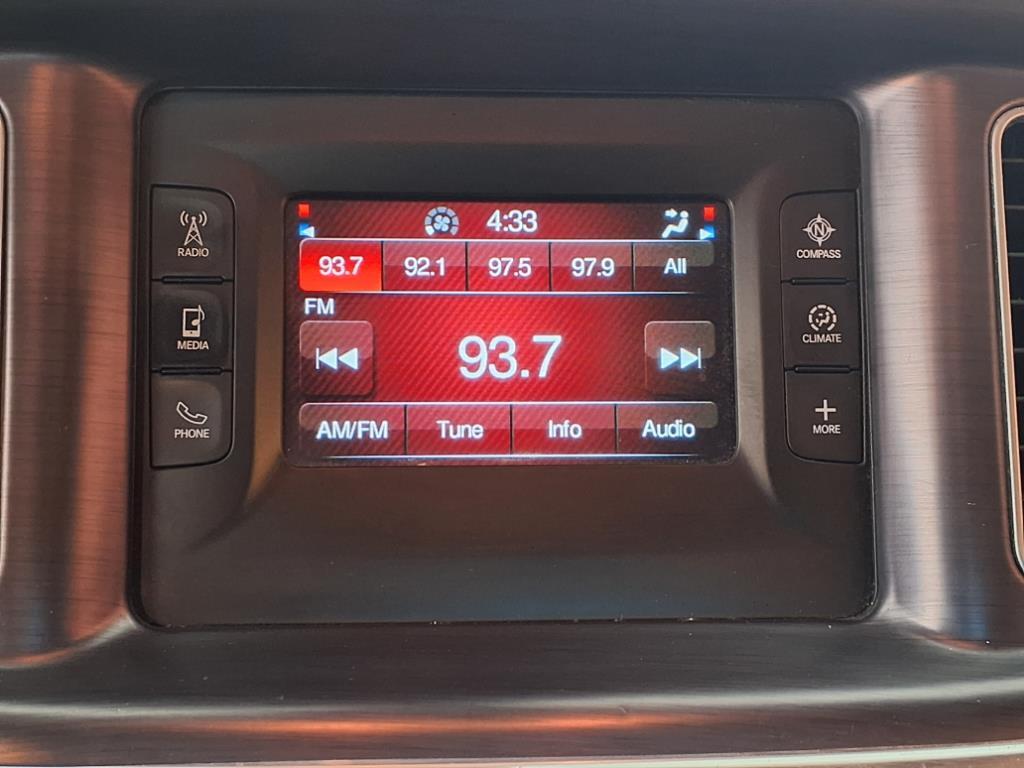 4:33
93.7 92.1 97.5 97.9 All
FM
93.7
AM/FM Tune Info Audio
RADIO
MEDIA
PHONE
N
COMPASS
CLIMATE
MORE